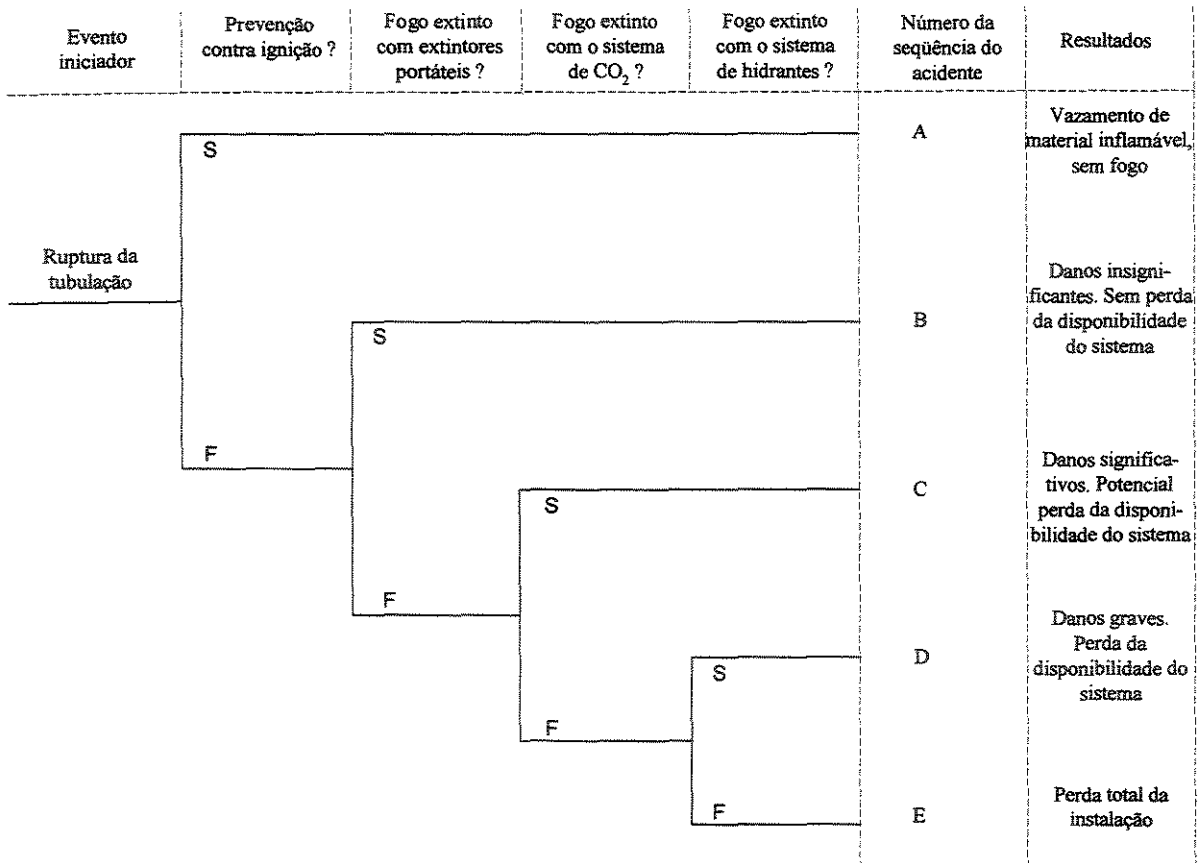 Evento
iniciador
Prevenção
contra ignição ?
Fogo extinto
com extintores
portáteis ?
Fogo extinto
com o sistema
de CO₂ ?
Fogo extinto
com o sistema
de hidrantes ?
Número da
seqüência do
acidente
Resultados
S
A
Vazamento de
material inflamável,
sem fogo
Ruptura da
tubulação
S
B
Danos insigni-
ficantes. Sem perda
da disponibilidade
do sistema
F
S
C
Danos significa-
tivos. Potencial
perda da disponi-
bilidade do sistema
F
S
D
Danos graves.
Perda da
disponibilidade do
sistema
F
F
E
Perda total da
instalação